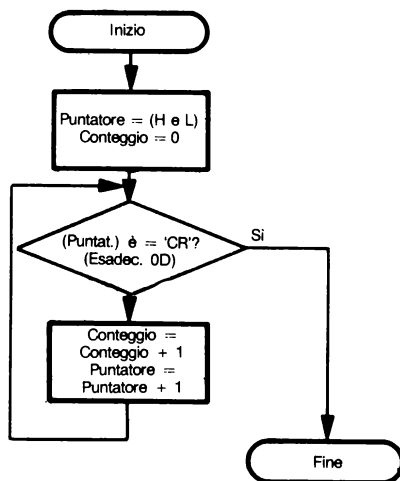 Inizio
Puntatore = (H e L)
Conteggio = 0
(Puntat.) è = 'CR'?
(Esadec. 0D)
Si
Conteggio =
Conteggio + 1
Puntatore =
Puntatore + 1
Fine